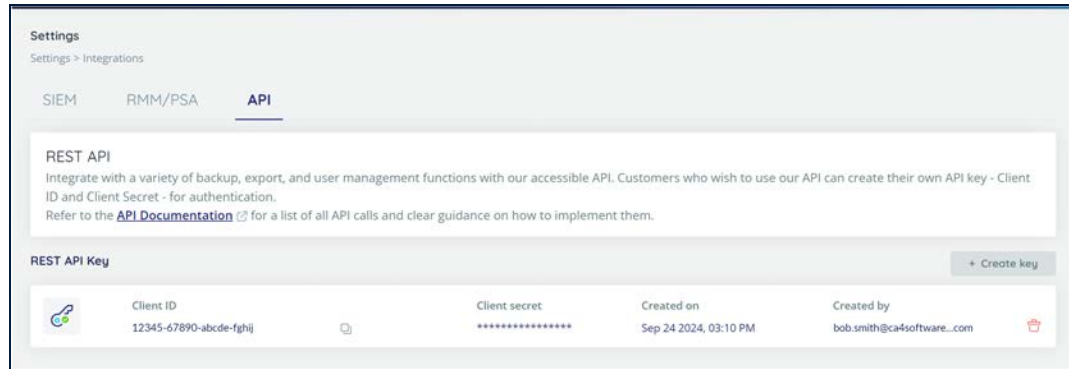 Settings
Settings > Integrations
SIEM RMM/PSA API
REST API
Integrate with a variety of backup, export, and user management functions with our accessible API. Customers who wish to use our API can create their own API key - Client
ID and Client Secret - for authentication.
Refer to the API Documentation for a list of all API calls and clear guidance on how to implement them.
REST API Key
+ Create key
Client ID Client secret Created on Created by
12345-67890-abcde-fghij **************** Sep 24 2024, 03:10 PM bob.smith@ca4software...com